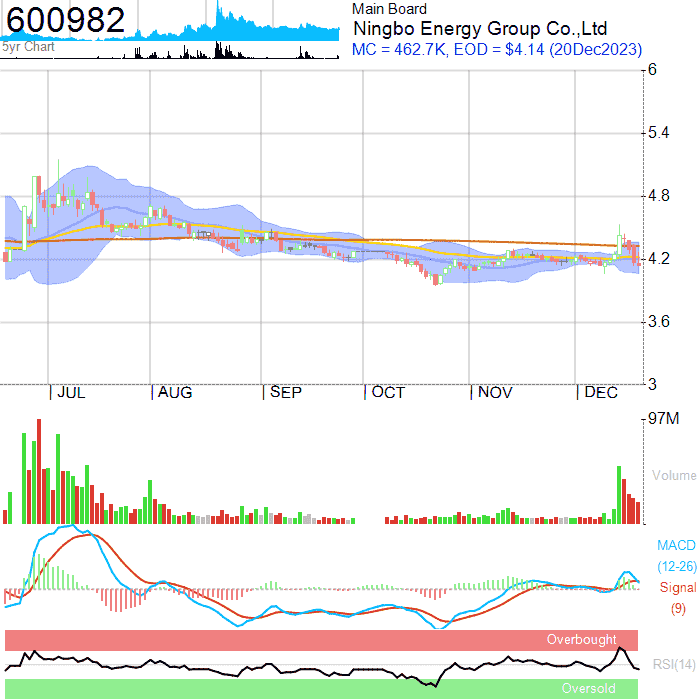 600982
5yr Chart
Main Board
Ningbo Energy Group Co.,Ltd
MC = 462.7K, EOD = $4.14 (20Dec2023)
6
5.4
4.8
4.2
3.6
3
JUL AUG SEP OCT NOV DEC
97M
Volume
MACD
(12-26)
Signal
(9)
Overbought
RSI(14)
Oversold